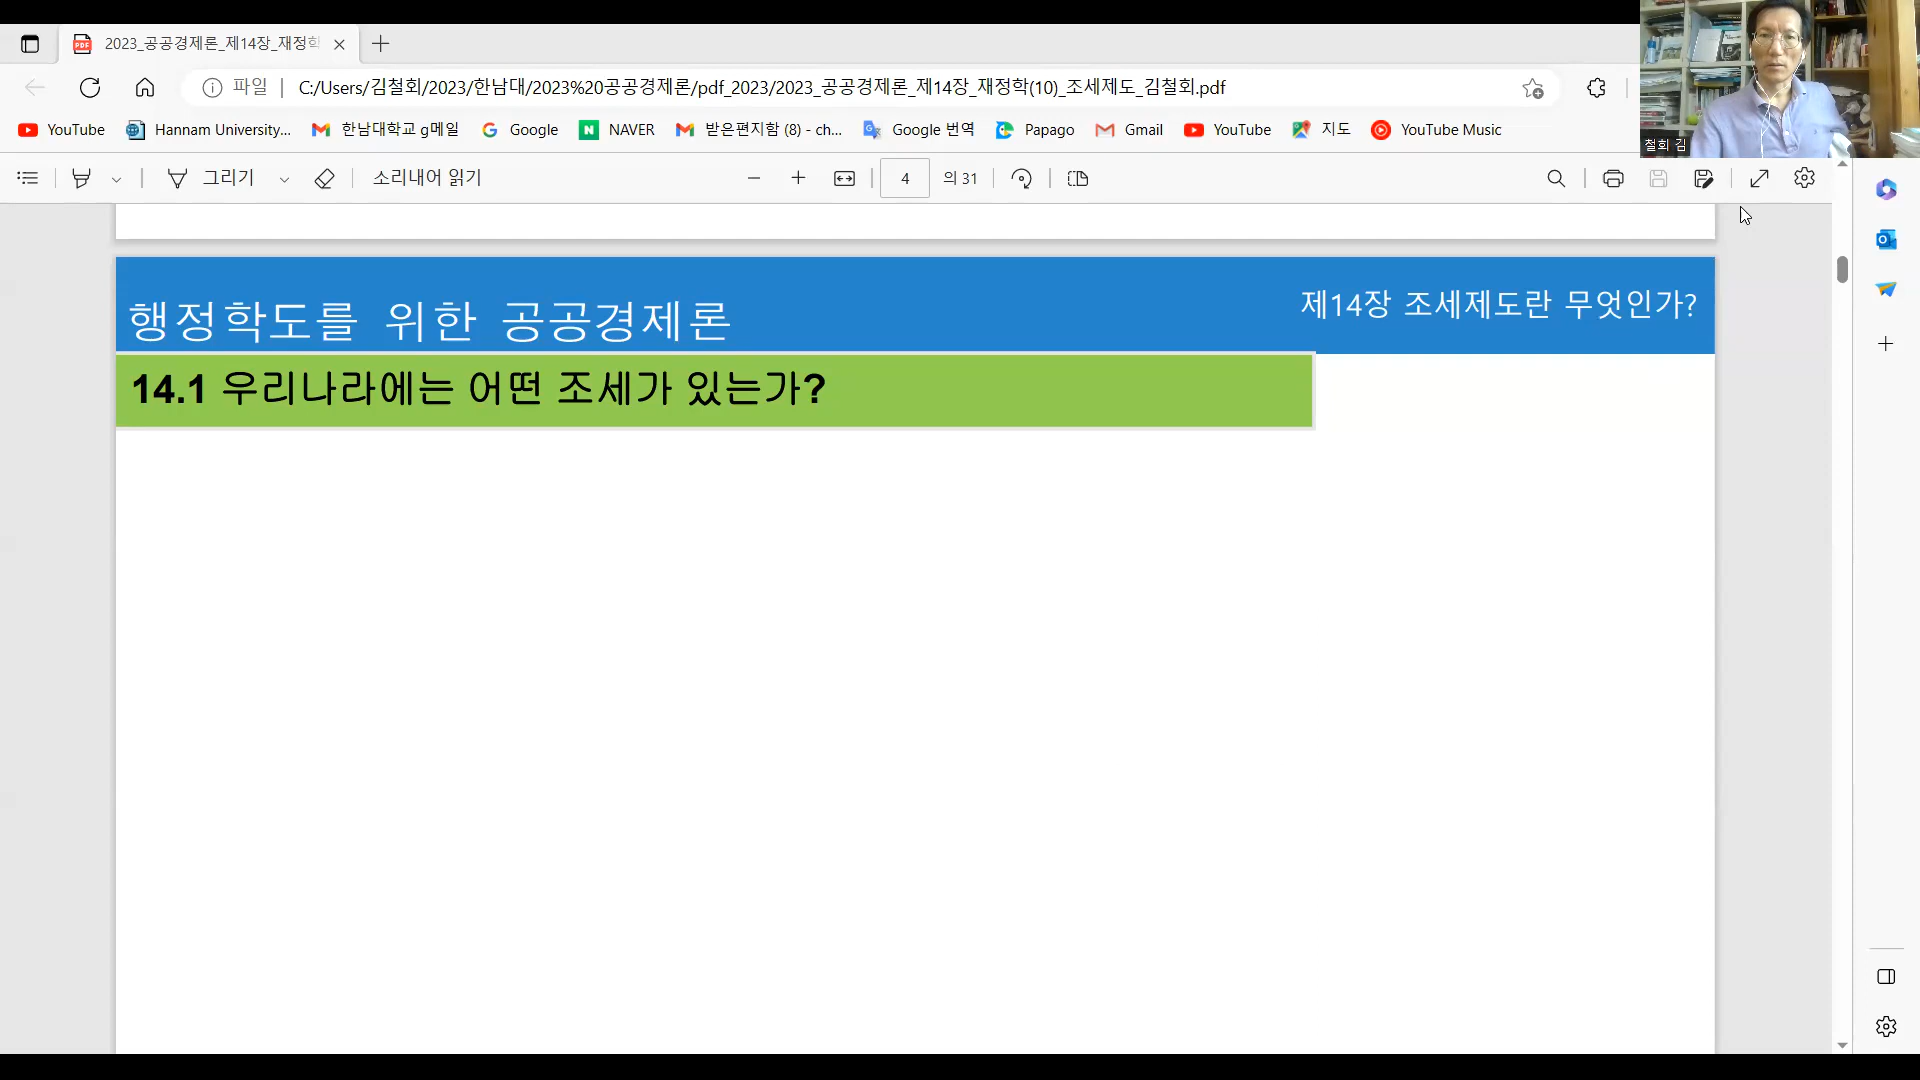 2023_공공경제론_제14장_재정학
파일
C:/Users/김철회/2023/한남대/2023%20공공경제론/pdf_2023/2023_공공경제론_제14장_재정학(10)_조세제도_김철회.pdf
YouTube
Hannam University...
한남대학교 g메일
Google
NAVER
받은편지함 (8) - ch...
Google 번역
Papago
Gmail
YouTube
지도
YouTube Music
철회 김
그리기
소리내어 읽기
4
의 31
행정학도를 위한 공공경제론
제14장 조세제도란 무엇인가?
14.1 우리나라에는 어떤 조세가 있는가?